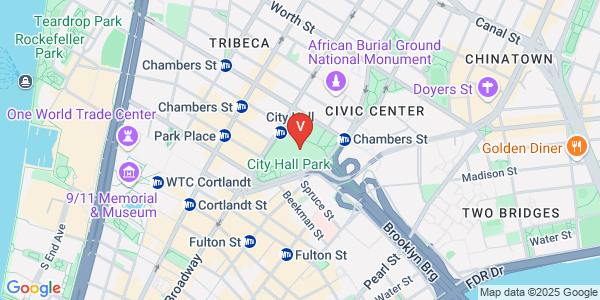 Teardrop Park
Rockefeller
Park
Worth St
Canal St
TRIBECA
African Burial Ground
National Monument
CHINATOWN
Chambers St
Doyers St
Chambers St
City Hall
CIVIC CENTER
One World Trade Center
Park Place
V
Chambers St
Golden Diner
City Hall Park
Madison St
WTC Cortlandt
9/11 Memorial
& Museum
Spruce St
Cortlandt St
Beekman St
TWO BRIDGES
S End Ave
Fulton St
Brooklyn Brg
Water St
Broadway
Fulton St
Pearl St
FDR Dr
Google
Map data ©2025 Google